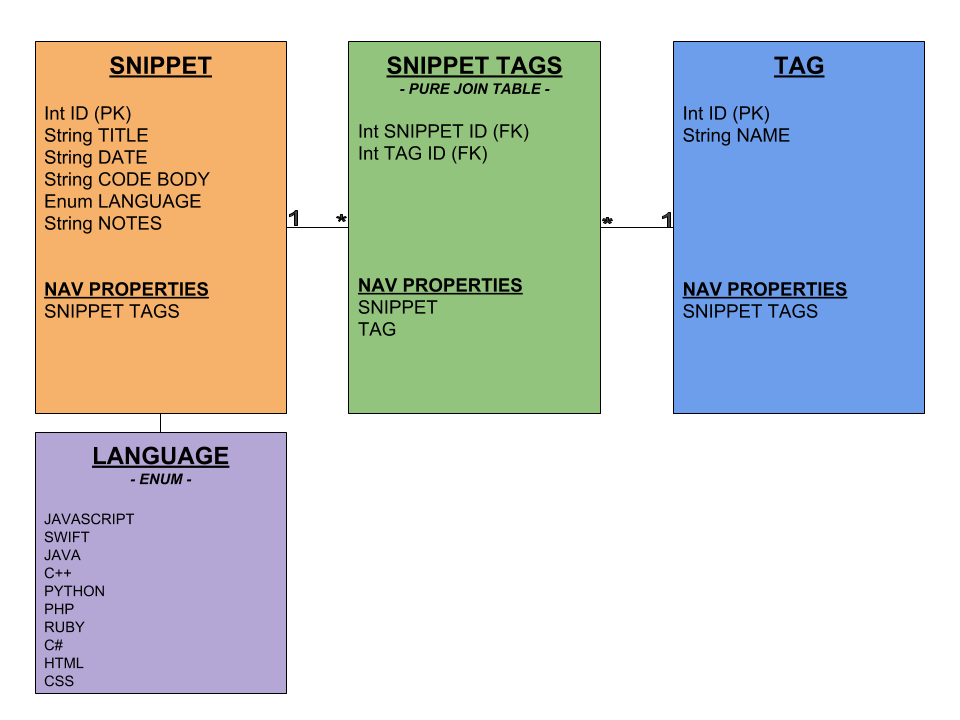 SNIPPET
Int ID (PK)
String TITLE
String DATE
String CODE BODY
Enum LANGUAGE
String NOTES
NAV PROPERTIES
SNIPPET TAGS
1
*
SNIPPET TAGS
- PURE JOIN TABLE -
Int SNIPPET ID (FK)
Int TAG ID (FK)
NAV PROPERTIES
SNIPPET
TAG
*
1
TAG
Int ID (PK)
String NAME
NAV PROPERTIES
SNIPPET TAGS
LANGUAGE
- ENUM -
JAVASCRIPT
SWIFT
JAVA
C++
PYTHON
PHP
RUBY
C#
HTML
CSS